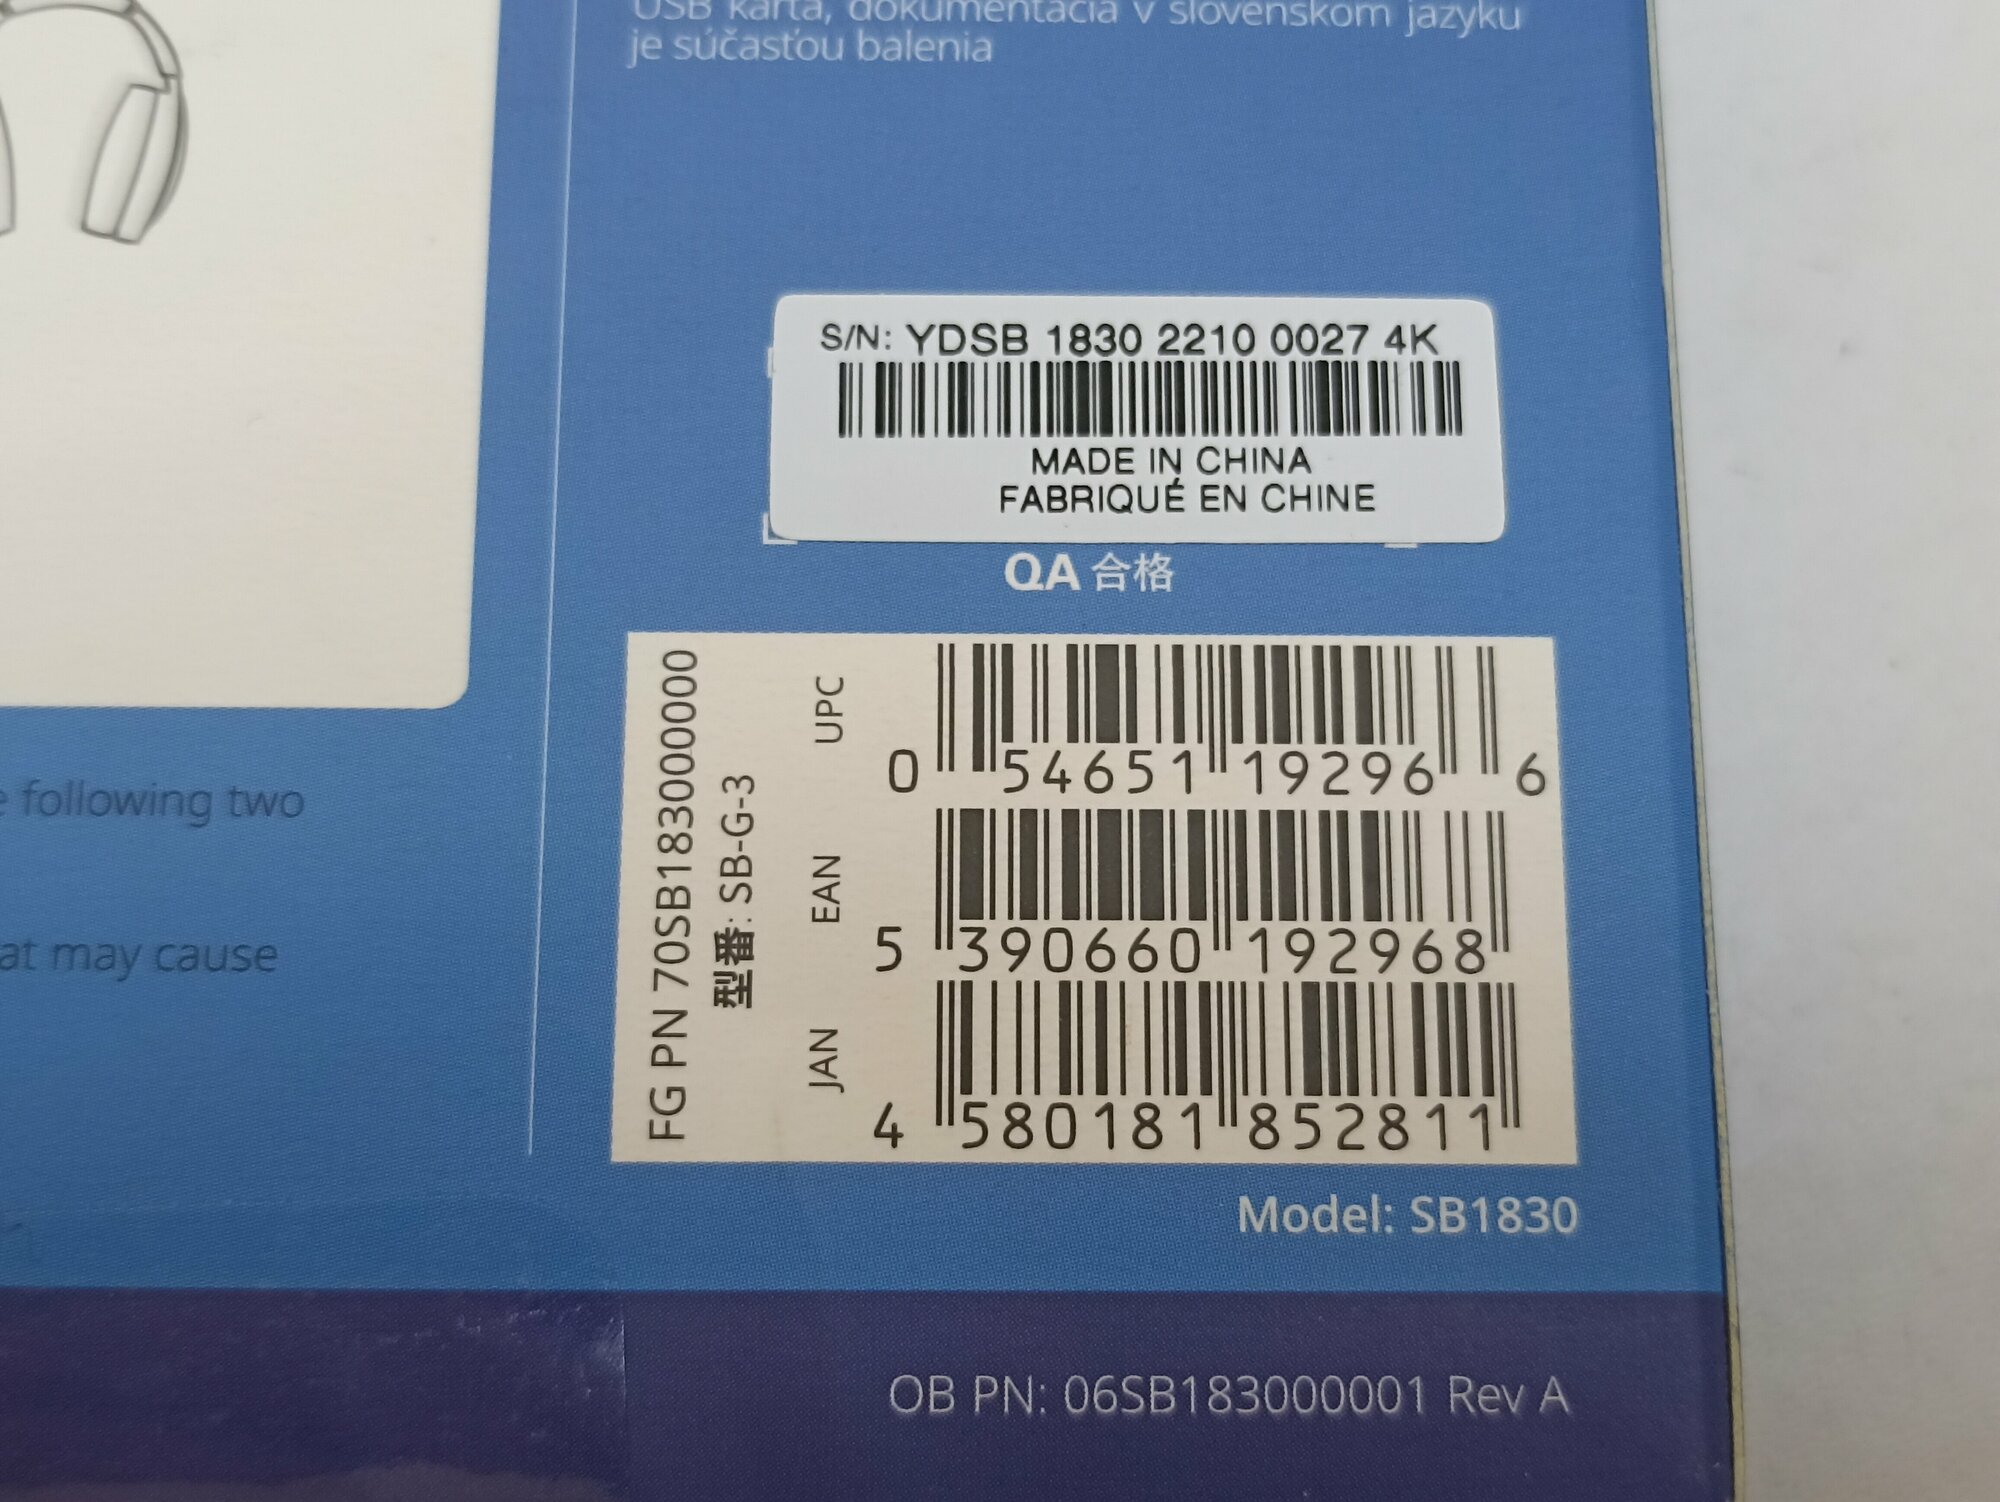 USB karta, dokumentácia v slovenskom jazyku
je súčasťou balenia
S/N: YDSB 1830 2210 0027 4K
MADE IN CHINA
FABRIQUÉ EN CHINE
QA 合格
FG PN 70SB183000000
型番: SB-G-3
UPC
0 54651 19296 6
EAN
5 390660 192968
JAN
4 580181 852811
Model: SB1830
following two
at may cause
OB PN: 06SB183000001 Rev A